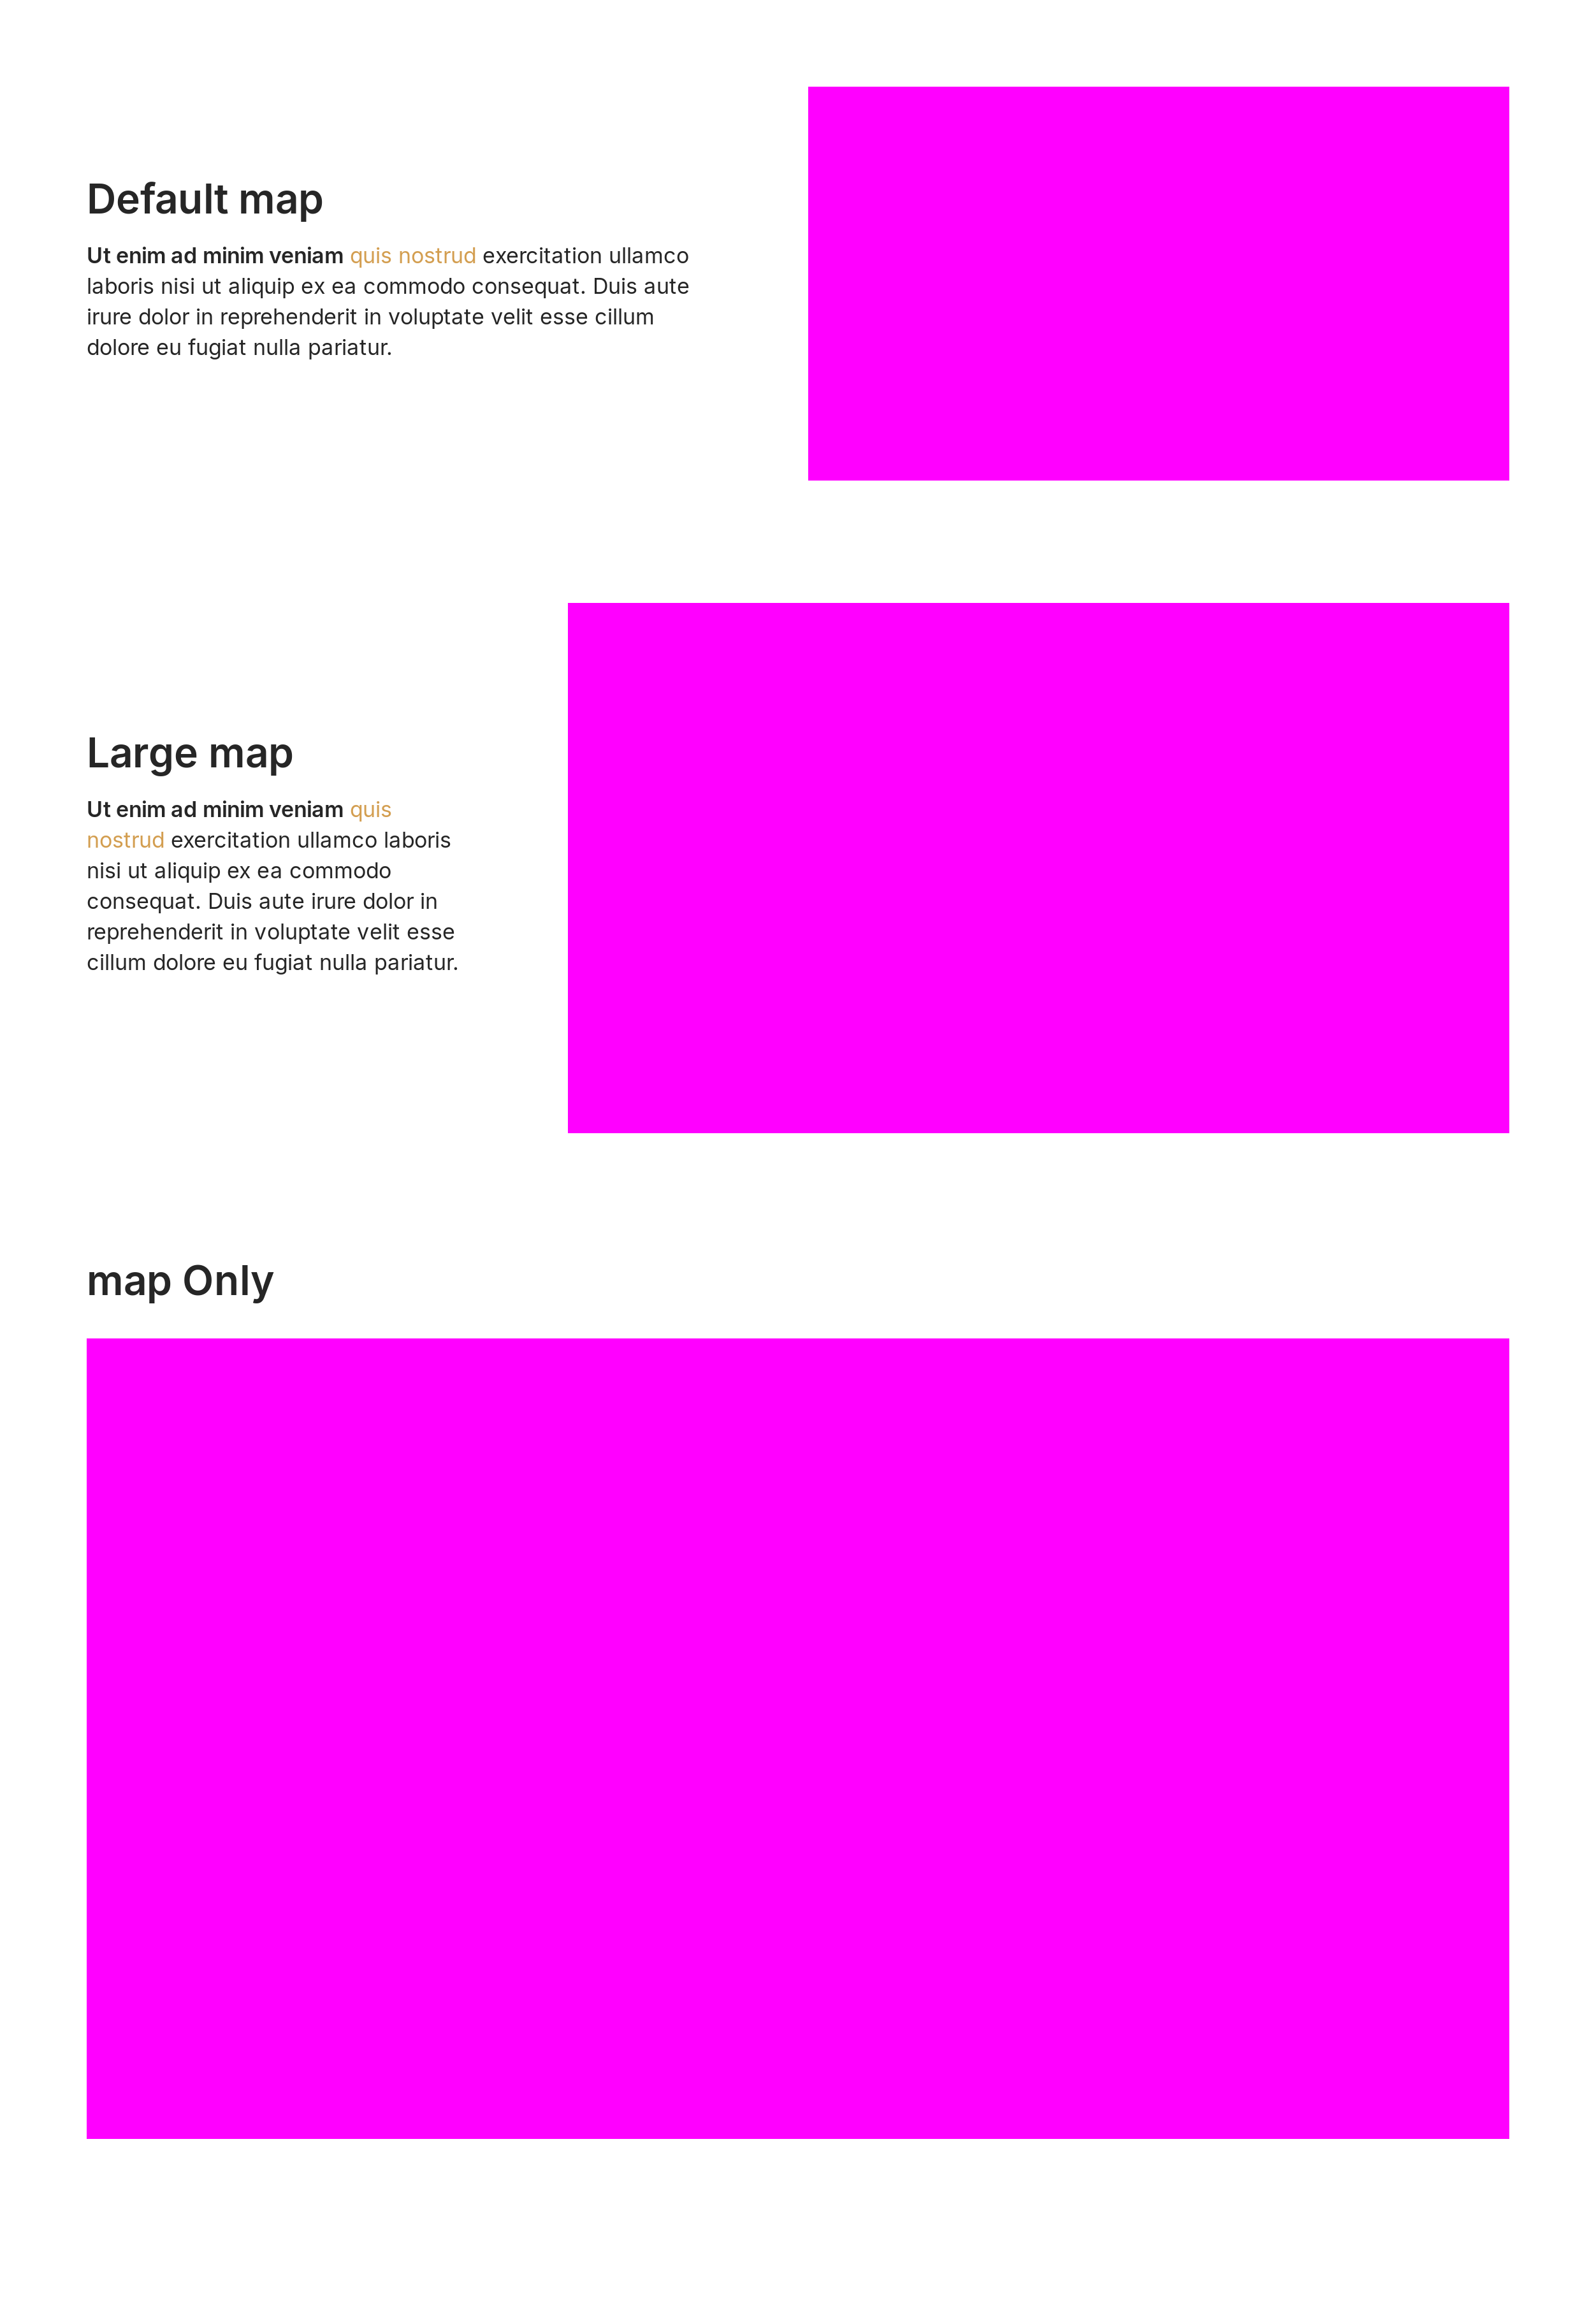 Default map
Ut enim ad minim veniam quis nostrud exercitation ullamco
laboris nisi ut aliquip ex ea commodo consequat. Duis aute
irure dolor in reprehenderit in voluptate velit esse cillum
dolore eu fugiat nulla pariatur.
Large map
Ut enim ad minim veniam quis
nostrud exercitation ullamco laboris
nisi ut aliquip ex ea commodo
consequat. Duis aute irure dolor in
reprehenderit in voluptate velit esse
cillum dolore eu fugiat nulla pariatur.
map Only